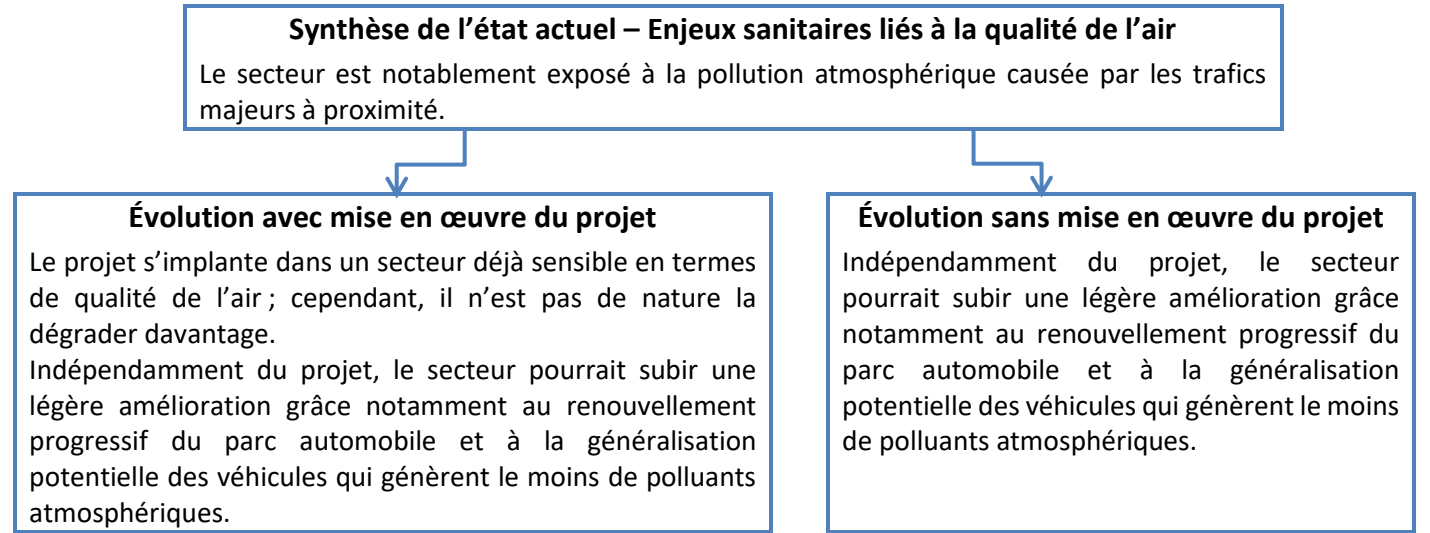 Synthèse de l’état actuel – Enjeux sanitaires liés à la qualité de l’air
Le secteur est notablement exposé à la pollution atmosphérique causée par les trafics
majeurs à proximité.
Évolution avec mise en œuvre du projet
Le projet s’implante dans un secteur déjà sensible en termes
de qualité de l’air ; cependant, il n’est pas de nature la
dégrader davantage.
Indépendamment du projet, le secteur pourrait subir une
légère amélioration grâce notamment au renouvellement
progressif du parc automobile et à la généralisation
potentielle des véhicules qui génèrent le moins de polluants
atmosphériques.
Évolution sans mise en œuvre du projet
Indépendamment du projet, le secteur
pourrait subir une légère amélioration grâce
notamment au renouvellement progressif du
parc automobile et à la généralisation
potentielle des véhicules qui génèrent le moins
de polluants atmosphériques.